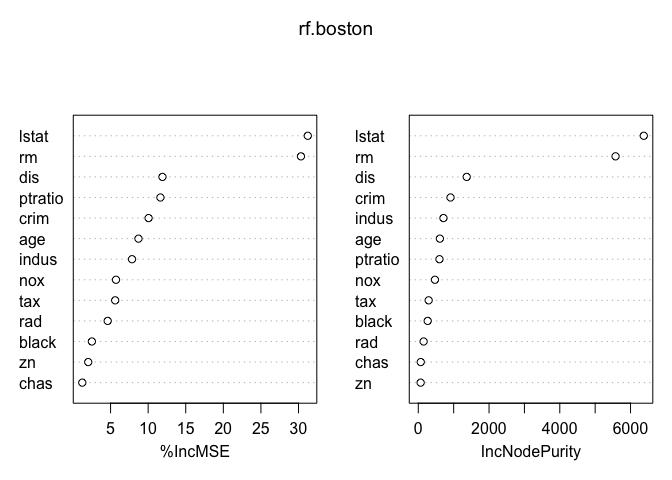 rf.boston
lstat
rm
dis
ptratio
crim
age
indus
nox
tax
rad
black
zn
chas
5 10 15 20 25 30
%IncMSE
lstat
rm
dis
crim
indus
age
ptratio
nox
tax
black
rad
chas
zn
0 2000 4000 6000
IncNodePurity